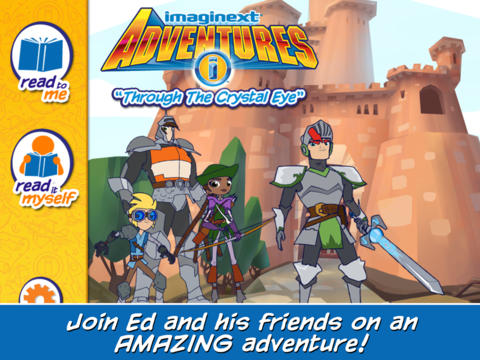 imaginext
ADVENTURES
i
"Through The Crystal Eye"
read to me
read it myself
Join Ed and his friends on an
AMAZING adventure!